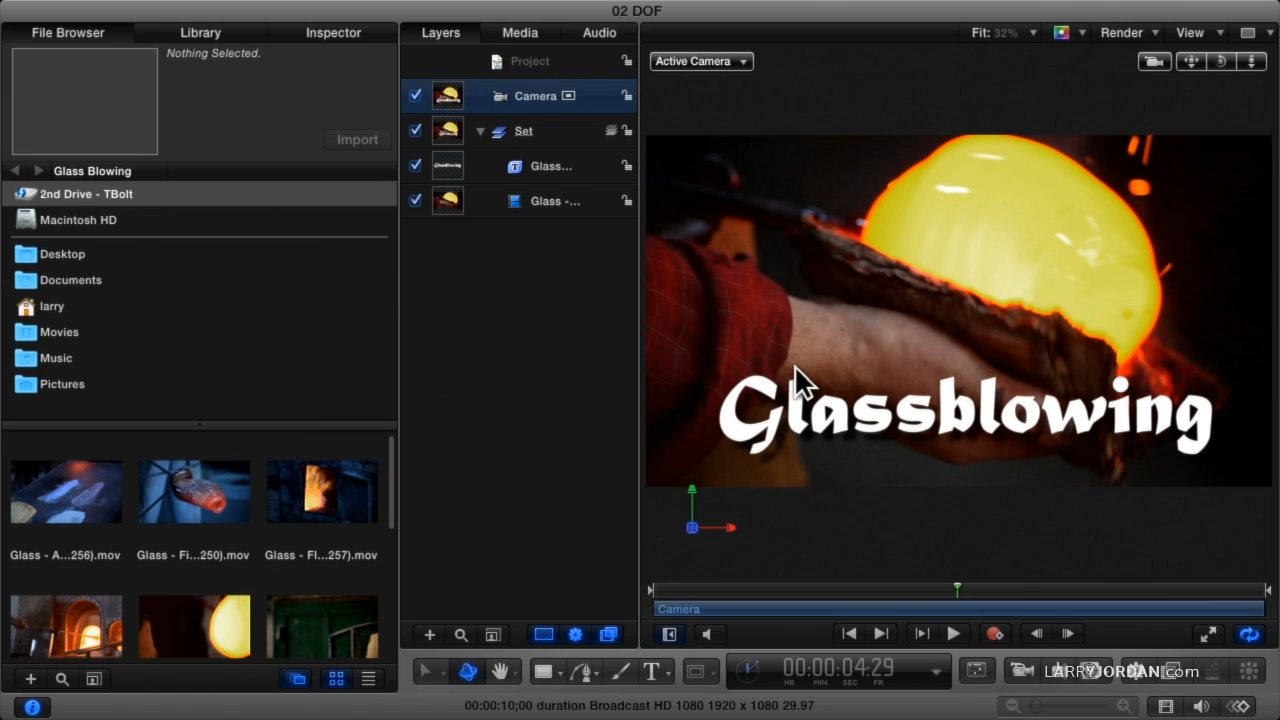 02 DOF
File Browser
Library
Inspector
Layers
Media
Audio
Fit: 32%
Render
View
Nothing Selected.
Import
Project
Active Camera
Camera
Set
Glass...
Glass -...
Glass Blowing
2nd Drive - TBolt
Macintosh HD
Desktop
Documents
larry
Movies
Music
Pictures
Glassblowing
Glass - A...256).mov
Glass - Fi...250).mov
Glass - Fl...257).mov
Camera
T
00:00:04:29
HR MIN SEC FR
LARRYJORDAN.com
00:00:10;00 duration Broadcast HD 1080 1920 x 1080 29.97